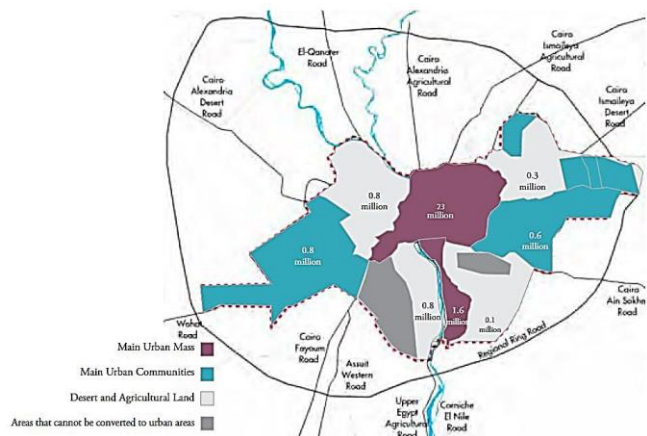 El-Qanater
Road
Cairo
Alexandria
Agricultural
Road
Cairo
Ismaileya
Agricultural
Road
Cairo
Alexandria
Desert
Road
Cairo
Ismaileya
Desert
Road
0.8
million
23
million
0.3
million
0.6
million
0.8
million
0.8
million
1.6
million
0.1
million
Cairo
Ain Sokhna
Road
Wahat
Road
Cairo
Fayoum
Road
Assuit
Western
Road
Regional Ring Road
Upper
Egypt
Agricultural
Road
Corniche
El Nile
Road
Main Urban Mass
Main Urban Communities
Desert and Agricultural Land
Areas that cannot be converted to urban areas